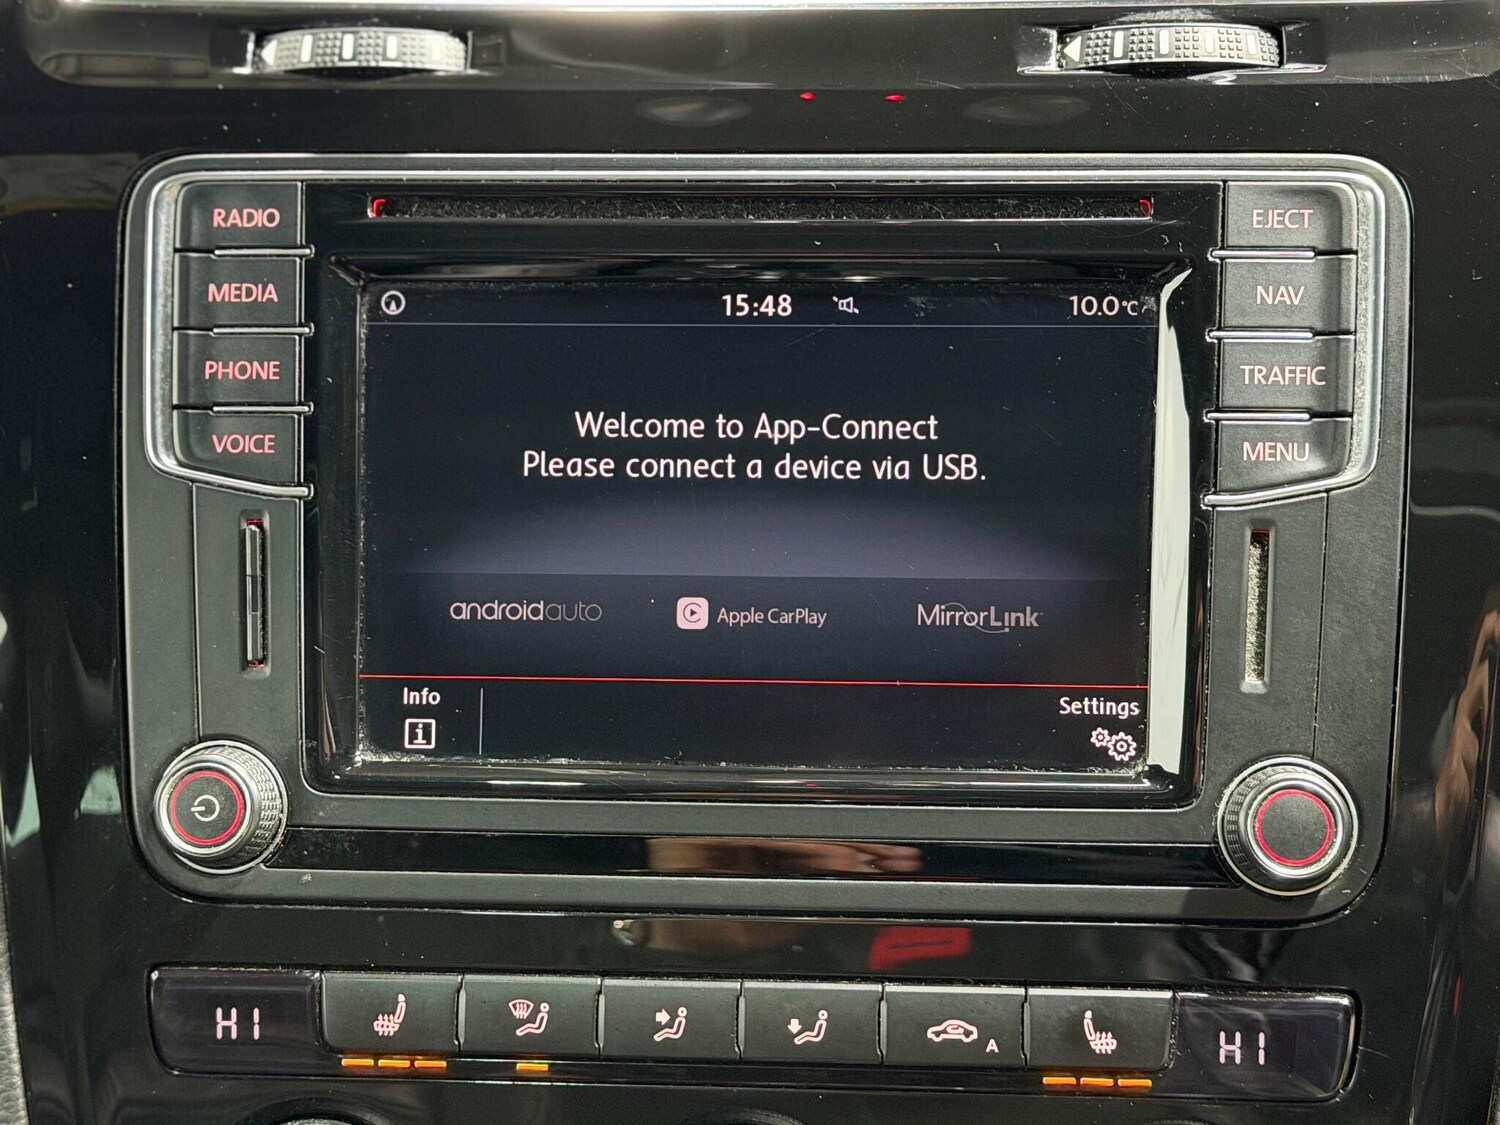 RADIO
MEDIA
PHONE
VOICE
EJECT
NAV
TRAFFIC
MENU
15:48
10.0°C
Welcome to App-Connect
Please connect a device via USB.
androidauto
Apple CarPlay
MirrorLink
Info
i
Settings
HI
A
HI